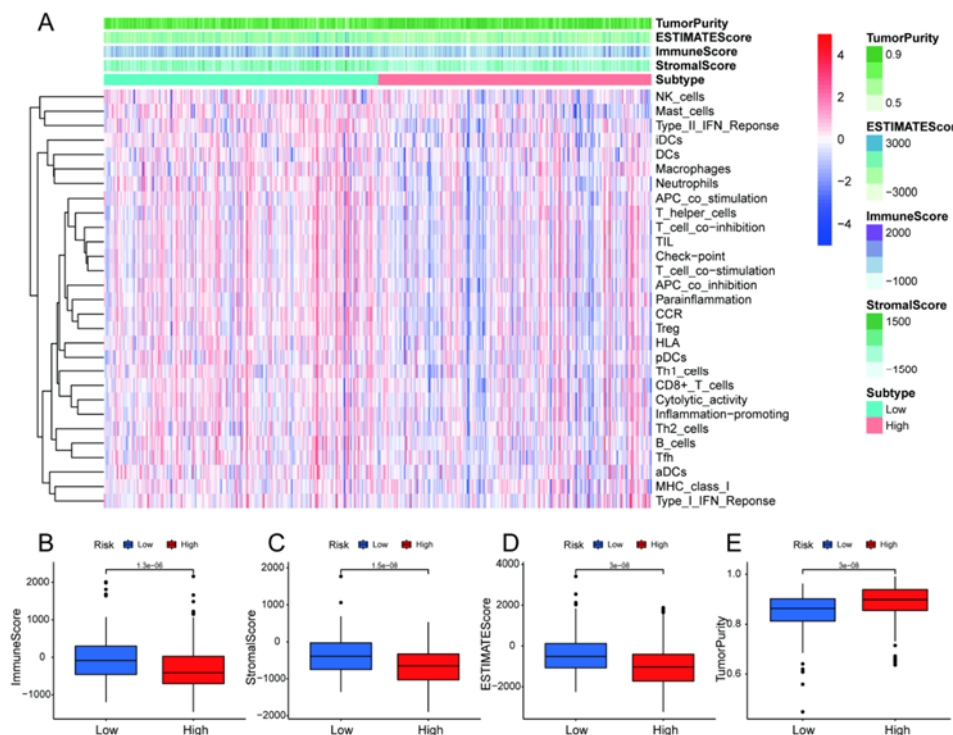 A
TumorPurity
ESTIMATEScore
ImmuneScore
StromalScore
Subtype
NK_cells
Mast_cells
Type_II_IFN_Reponse
iDCs
DCs
Macrophages
Neutrophils
APC_co_stimulation
T_helper_cells
T_cell_co-inhibition
TIL
Check-point
T_cell_co-stimulation
APC_co_inhibition
Parainflammation
CCR
Treg
HLA
pDCs
Th1_cells
CD8+_T_cells
Cytolytic_activity
Inflammation-promoting
Th2_cells
B_cells
Tfh
aDCs
MHC_class_I
Type_I_IFN_Reponse
4
2
0
−2
−4
TumorPurity
0.9
0.5
ESTIMATESco
3000
−3000
ImmuneScore
2000
−1000
StromalScore
1500
−1500
Subtype
Low
High
B
Risk Low High
1.3e-06
ImmuneScore
2000
1000
0
-1000
Low High
C
Risk Low High
1.5e-08
StromalScore
2000
1000
0
-1000
-2000
Low High
D
Risk Low High
3e-08
ESTIMATEScore
4000
2000
0
-2000
Low High
E
Risk Low High
3e-08
TumorPurity
1.0
0.8
0.6
Low High